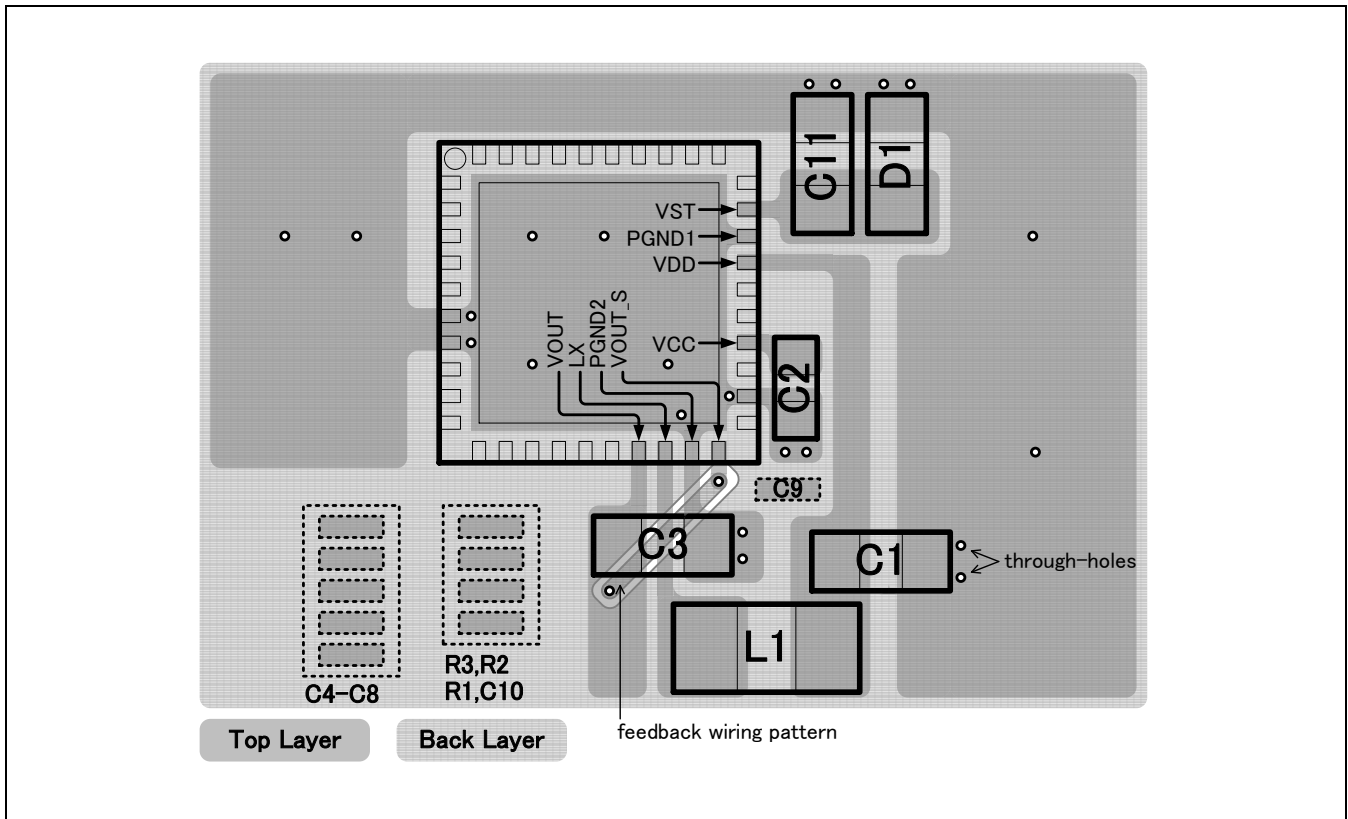 C11
D1
VST
PGND1
VDD
VOUT
LX
PGND2
VOUT_S
VCC
C2
C9
C3
C1
through-holes
L1
R3,R2
R1,C10
C4-C8
Top Layer
Back Layer
feedback wiring pattern